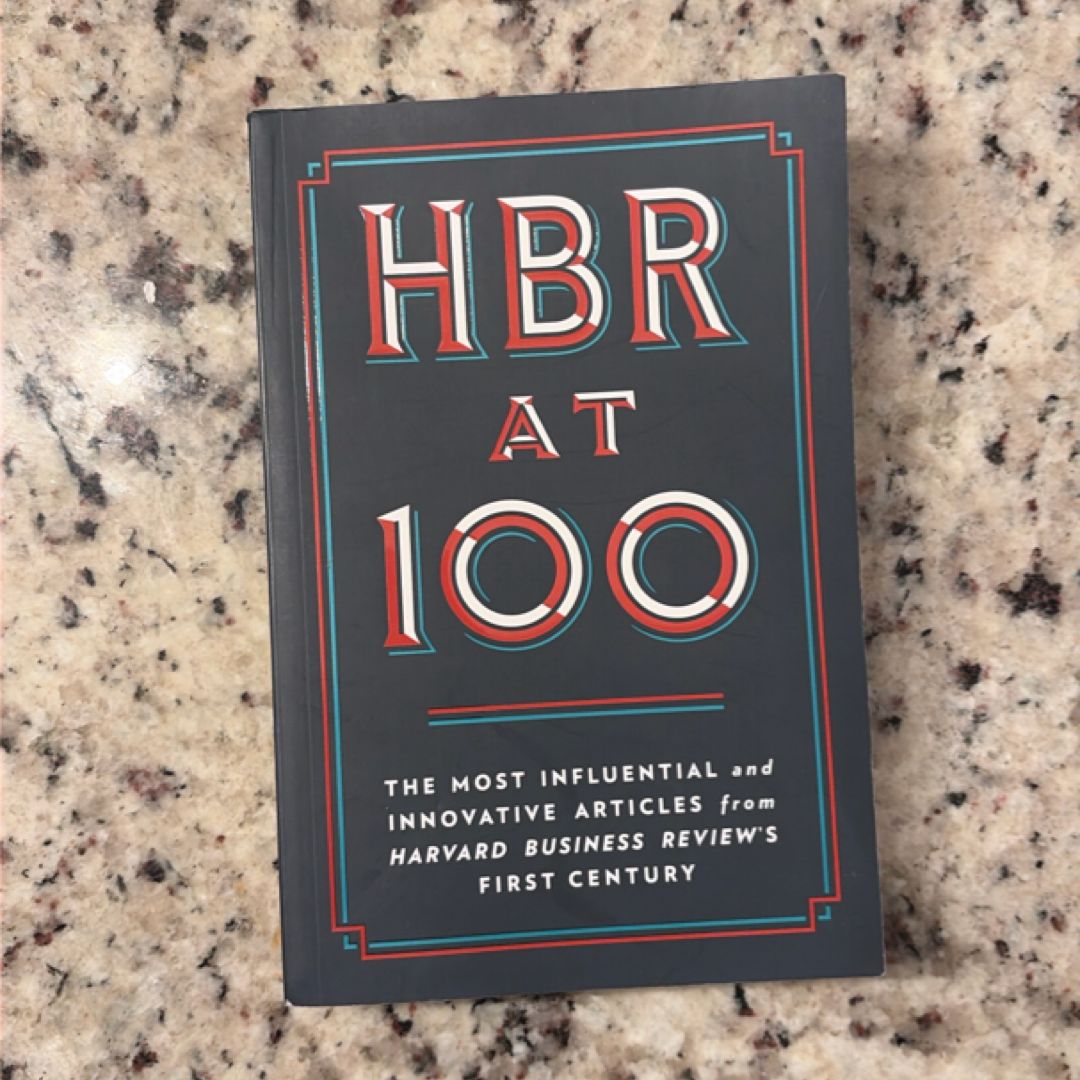 HBR
AT
100
THE MOST INFLUENTIAL and
INNOVATIVE ARTICLES from
HARVARD BUSINESS REVIEW'S
FIRST CENTURY